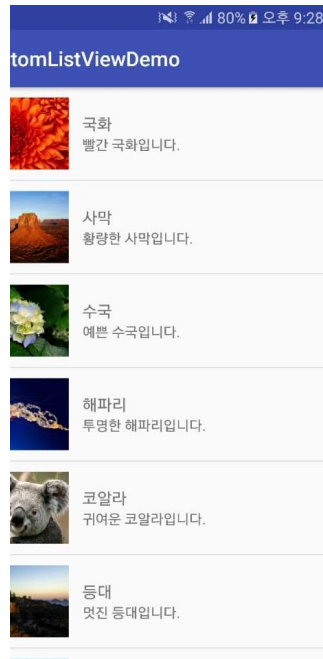 80% 오후 9:28
tomListViewDemo
국화
빨간 국화입니다.
사막
황량한 사막입니다.
수국
예쁜 수국입니다.
해파리
투명한 해파리입니다.
코알라
귀여운 코알라입니다.
등대
멋진 등대입니다.